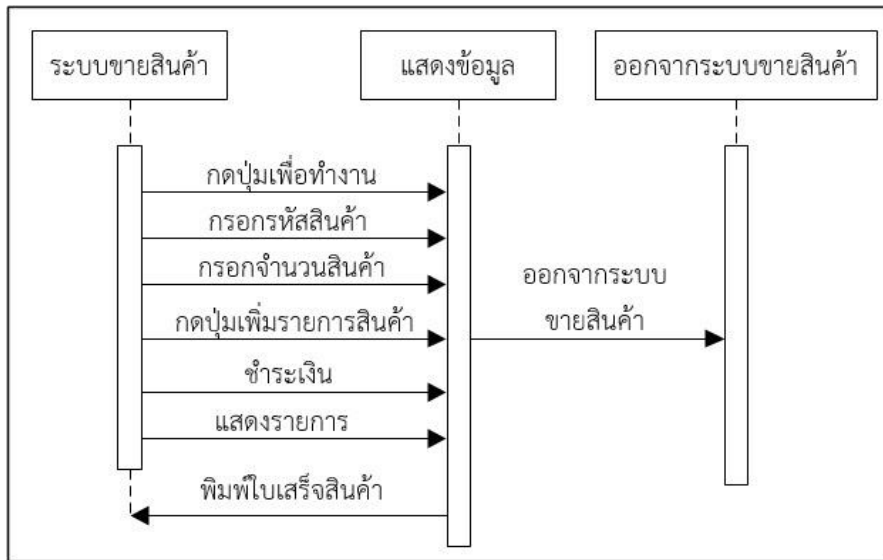 ระบบขายสินค้า
แสดงข้อมูล
ออกจากระบบขายสินค้า
กดปุ่มเพื่อทำงาน
กรอกรหัสสินค้า
กรอกจำนวนสินค้า
กดปุ่มเพิ่มรายการสินค้า
ชำระเงิน
แสดงรายการ
พิมพ์ใบเสร็จสินค้า
ออกจากระบบ
ขายสินค้า